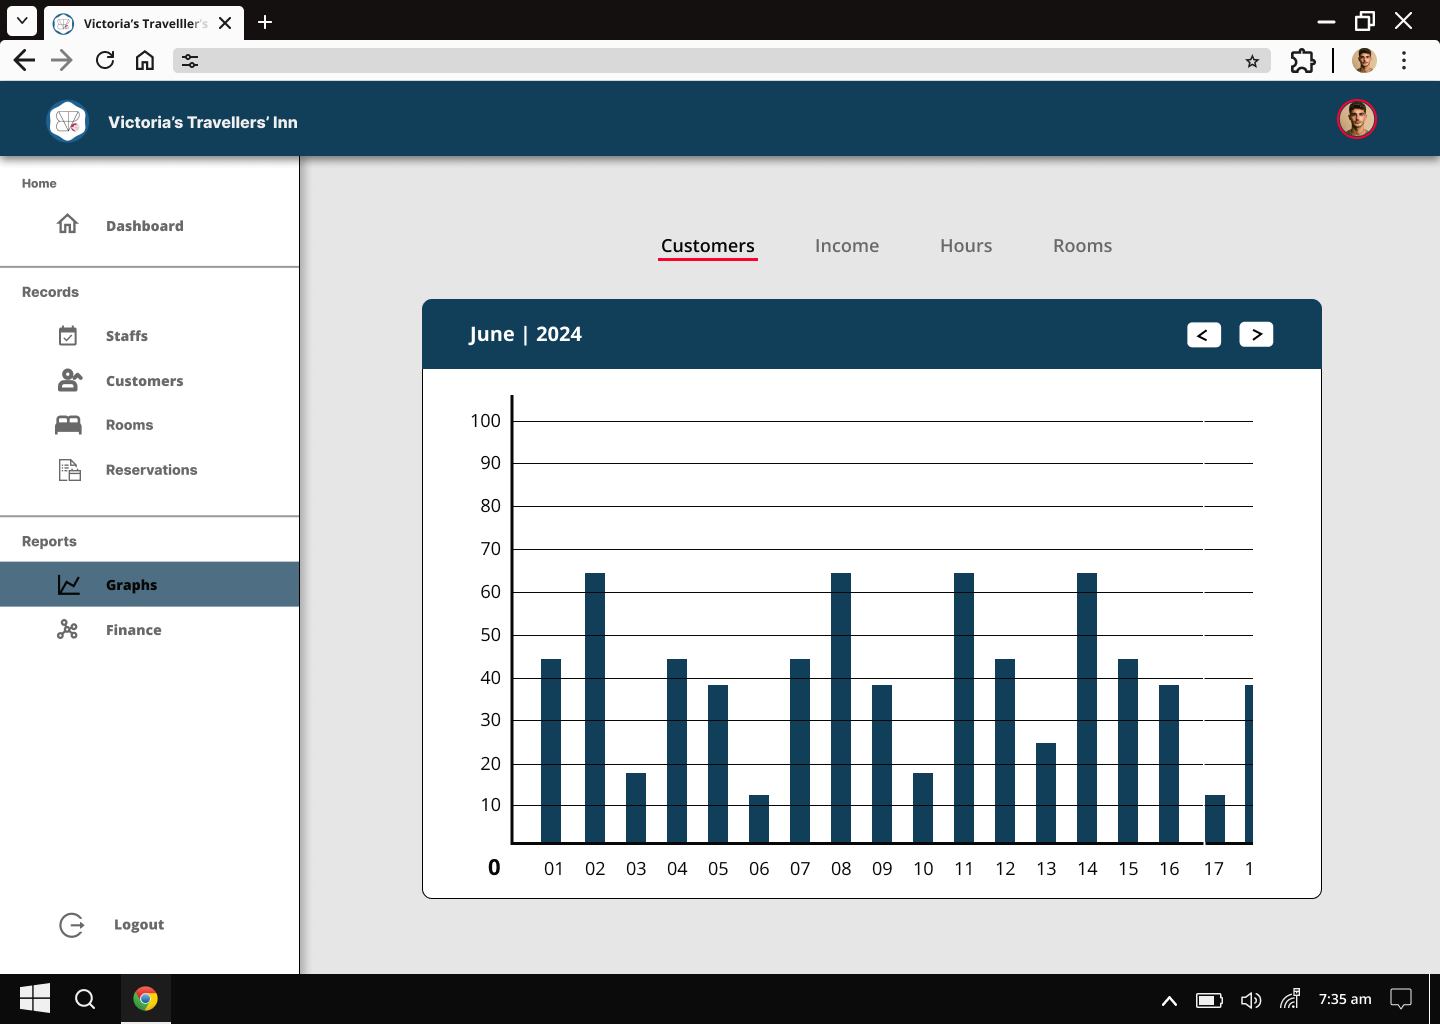 Victoria's Travelller's
Victoria's Travellers' Inn
Home
Dashboard
Records
Staffs
Customers
Rooms
Reservations
Reports
Graphs
Finance
Logout
Customers Income Hours Rooms
June | 2024
< >
100
90
80
70
60
50
40
30
20
10
0 01 02 03 04 05 06 07 08 09 10 11 12 13 14 15 16 17 1
7:35 am